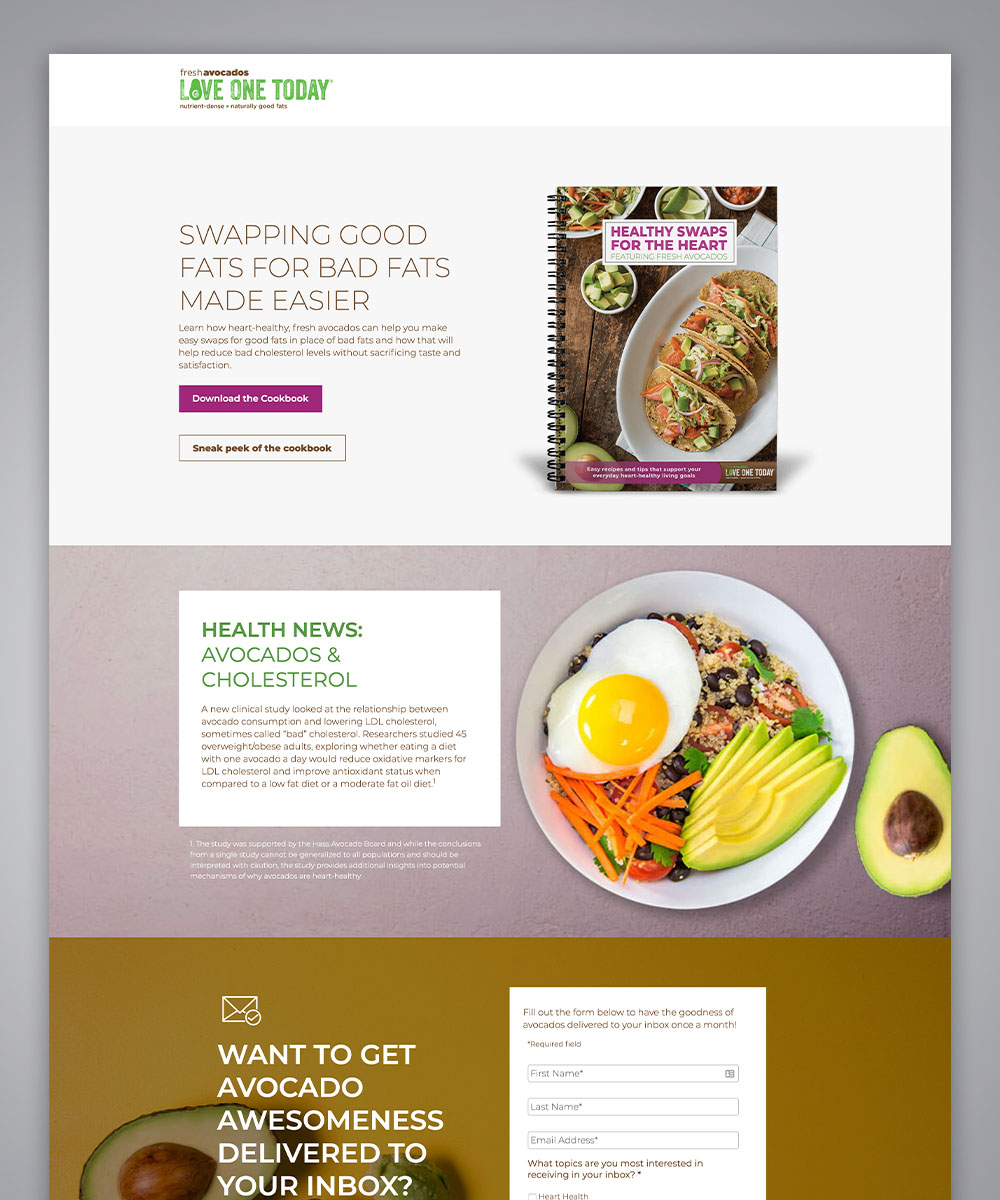 freshavocados
LOVE ONE TODAY®
nutrient-dense • naturally good fats
SWAPPING GOOD
FATS FOR BAD FATS
MADE EASIER
Learn how heart-healthy, fresh avocados can help you make
easy swaps for good fats in place of bad fats and how that will
help reduce bad cholesterol levels without sacrificing taste and
satisfaction.
Download the Cookbook
Sneak peek of the cookbook
HEALTHY SWAPS
FOR THE HEART
FEATURING FRESH AVOCADOS
Easy recipes and tips that support your
everyday heart-healthy living goals
LOVE ONE TODAY
HEALTH NEWS:
AVOCADOS &
CHOLESTEROL
A new clinical study looked at the relationship between
avocado consumption and lowering LDL cholesterol,
sometimes called “bad” cholesterol. Researchers studied 45
overweight/obese adults, exploring whether eating a diet
with one avocado a day would reduce oxidative markers for
LDL cholesterol and improve antioxidant status when
compared to a low fat diet or a moderate fat oil diet.1
1. The study was supported by the Hass Avocado Board and while the conclusions
from a single study cannot be generalized to all populations and should be
interpreted with caution, the study provides additional insights into potential
mechanisms of why avocados are heart-healthy.
WANT TO GET
AVOCADO
AWESOMENESS
DELIVERED TO
YOUR INBOX?
Fill out the form below to have the goodness of
avocados delivered to your inbox once a month!
*Required field
First Name*
Last Name*
Email Address*
What topics are you most interested in
receiving in your inbox? *
Heart Health